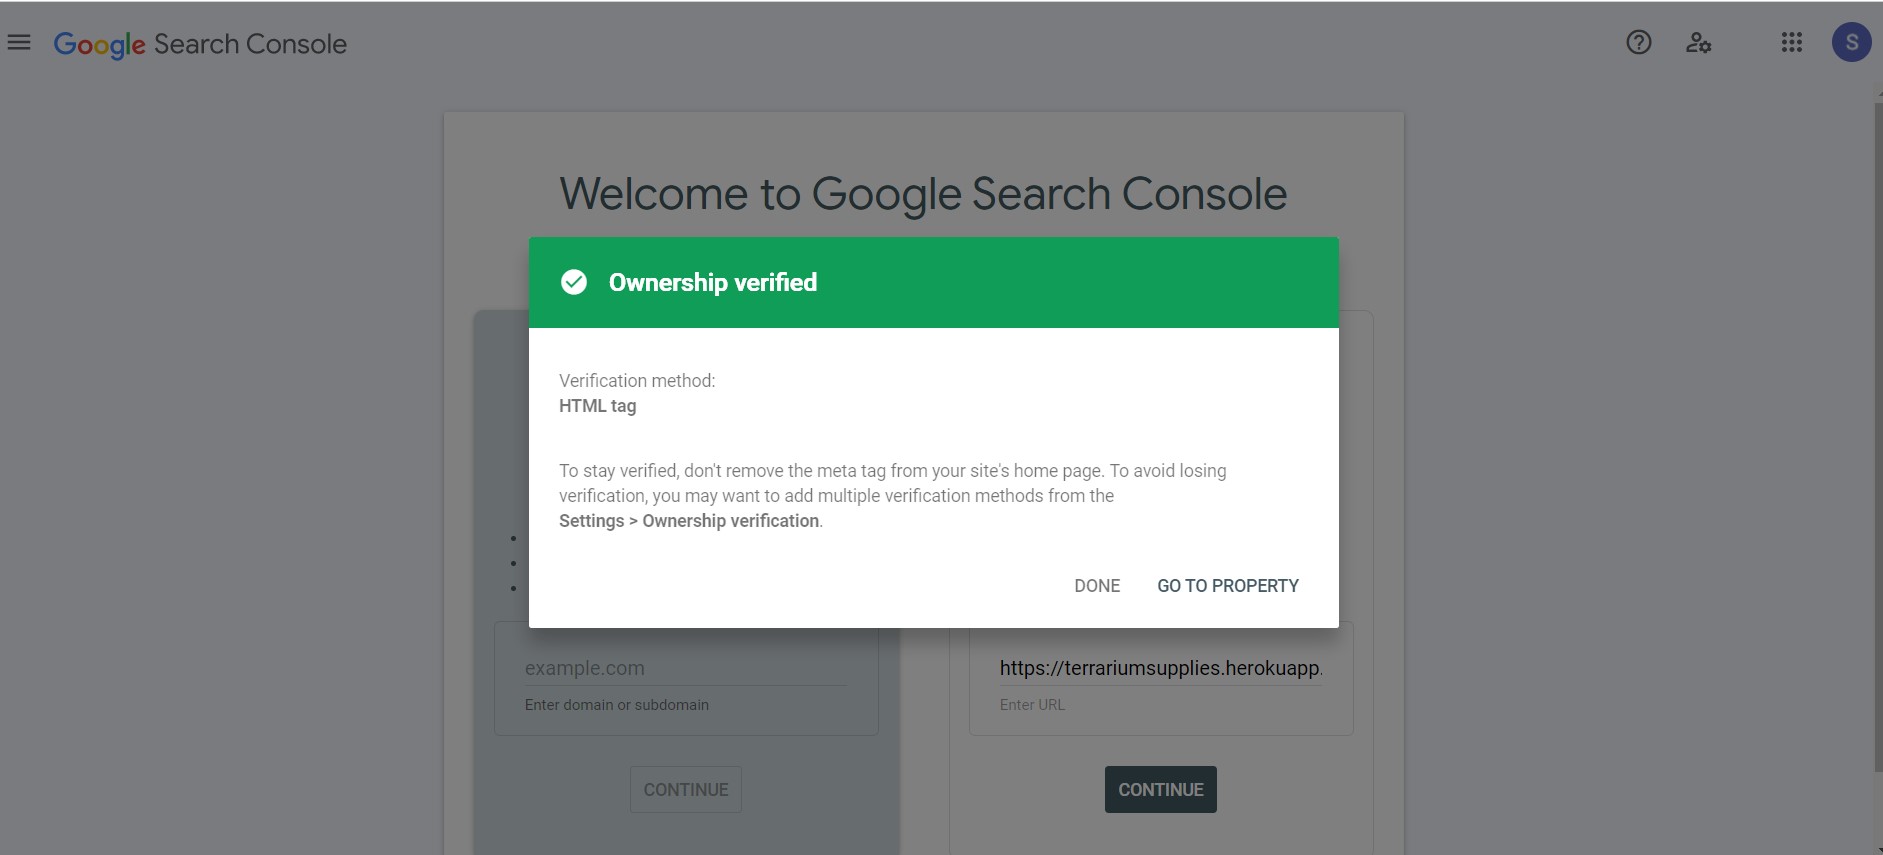 Google Search Console
S
Welcome to Google Search Console
Ownership verified
Verification method:
HTML tag
To stay verified, don't remove the meta tag from your site's home page. To avoid losing
verification, you may want to add multiple verification methods from the
Settings > Ownership verification.
DONE GO TO PROPERTY
example.com
Enter domain or subdomain
CONTINUE
https://terrariumsupplies.herokuapp.
Enter URL
CONTINUE